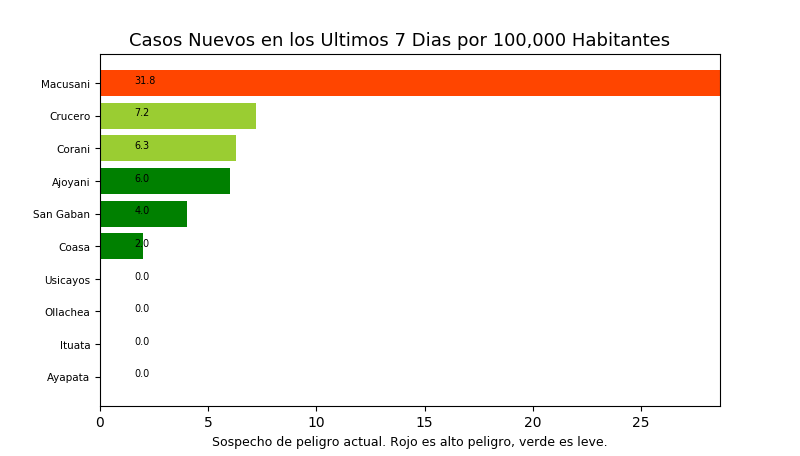 Casos Nuevos en los Ultimos 7 Dias por 100,000 Habitantes
Macusani 31.8
Crucero 7.2
Corani 6.3
Ajoyani 6.0
San Gaban 4.0
Coasa 2.0
Usicayos 0.0
Ollachea 0.0
Ituata 0.0
Ayapata 0.0
0 5 10 15 20 25
Sospecho de peligro actual. Rojo es alto peligro, verde es leve.